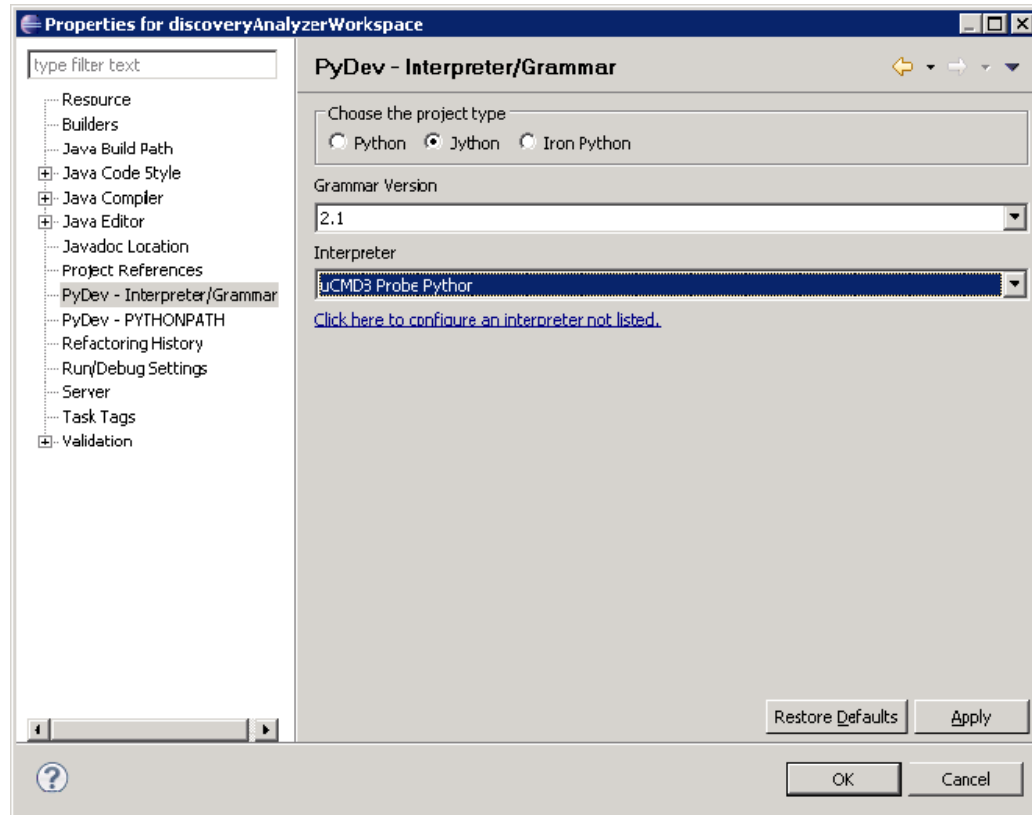 Properties for discoveryAnalyzerWorkspace
type filter text
PyDev - Interpreter/Grammar
Resource
Builders
Java Build Path
Java Code Style
Java Compiler
Java Editor
Javadoc Location
Project References
PyDev - Interpreter/Grammar
PyDev - PYTHONPATH
Refactoring History
Run/Debug Settings
Server
Task Tags
Validation
Choose the project type
Python Jython Iron Python
Grammar Version
2.1
Interpreter
uCMDB Probe Python
Click here to configure an interpreter not listed.
Restore Defaults Apply
? OK Cancel